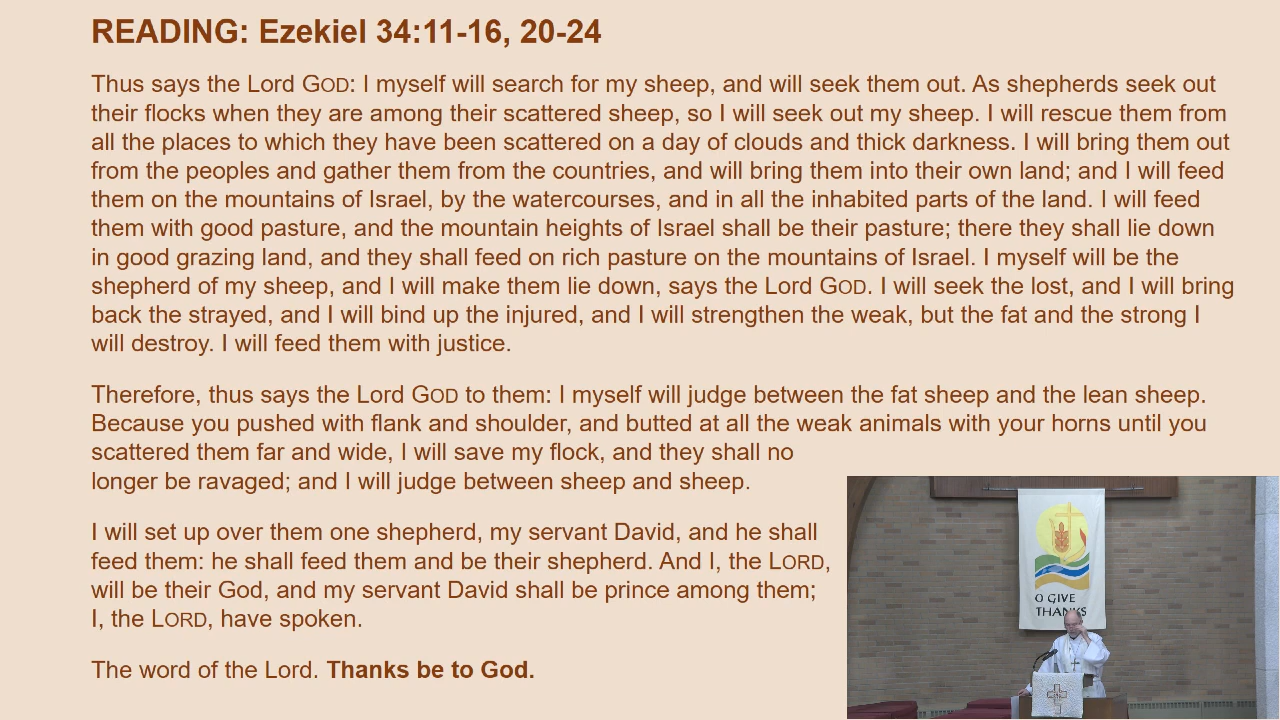 READING: Ezekiel 34:11-16, 20-24
Thus says the Lord GOD: I myself will search for my sheep, and will seek them out. As shepherds seek out
their flocks when they are among their scattered sheep, so I will seek out my sheep. I will rescue them from
all the places to which they have been scattered on a day of clouds and thick darkness. I will bring them out
from the peoples and gather them from the countries, and will bring them into their own land; and I will feed
them on the mountains of Israel, by the watercourses, and in all the inhabited parts of the land. I will feed
them with good pasture, and the mountain heights of Israel shall be their pasture; there they shall lie down
in good grazing land, and they shall feed on rich pasture on the mountains of Israel. I myself will be the
shepherd of my sheep, and I will make them lie down, says the Lord GOD. I will seek the lost, and I will bring
back the strayed, and I will bind up the injured, and I will strengthen the weak, but the fat and the strong I
will destroy. I will feed them with justice.
Therefore, thus says the Lord GOD to them: I myself will judge between the fat sheep and the lean sheep.
Because you pushed with flank and shoulder, and butted at all the weak animals with your horns until you
scattered them far and wide, I will save my flock, and they shall no
longer be ravaged; and I will judge between sheep and sheep.
I will set up over them one shepherd, my servant David, and he shall
feed them: he shall feed them and be their shepherd. And I, the LORD,
will be their God, and my servant David shall be prince among them;
I, the LORD, have spoken.
The word of the Lord. Thanks be to God.
O GIVE
THANKS